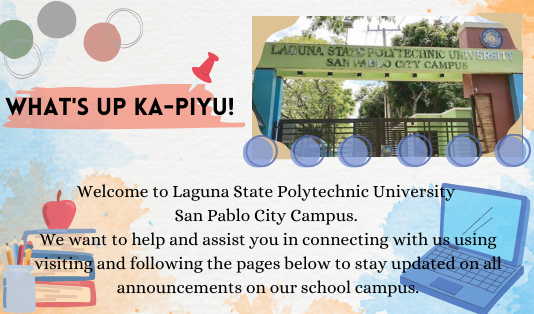 LAGUNA STATE POLYTECHNIC UNIVERSITY
SAN PABLO CITY CAMPUS
WHAT'S UP KA-PIYU!
Welcome to Laguna State Polytechnic University
San Pablo City Campus.
We want to help and assist you in connecting with us using
visiting and following the pages below to stay updated on all
announcements on our school campus.